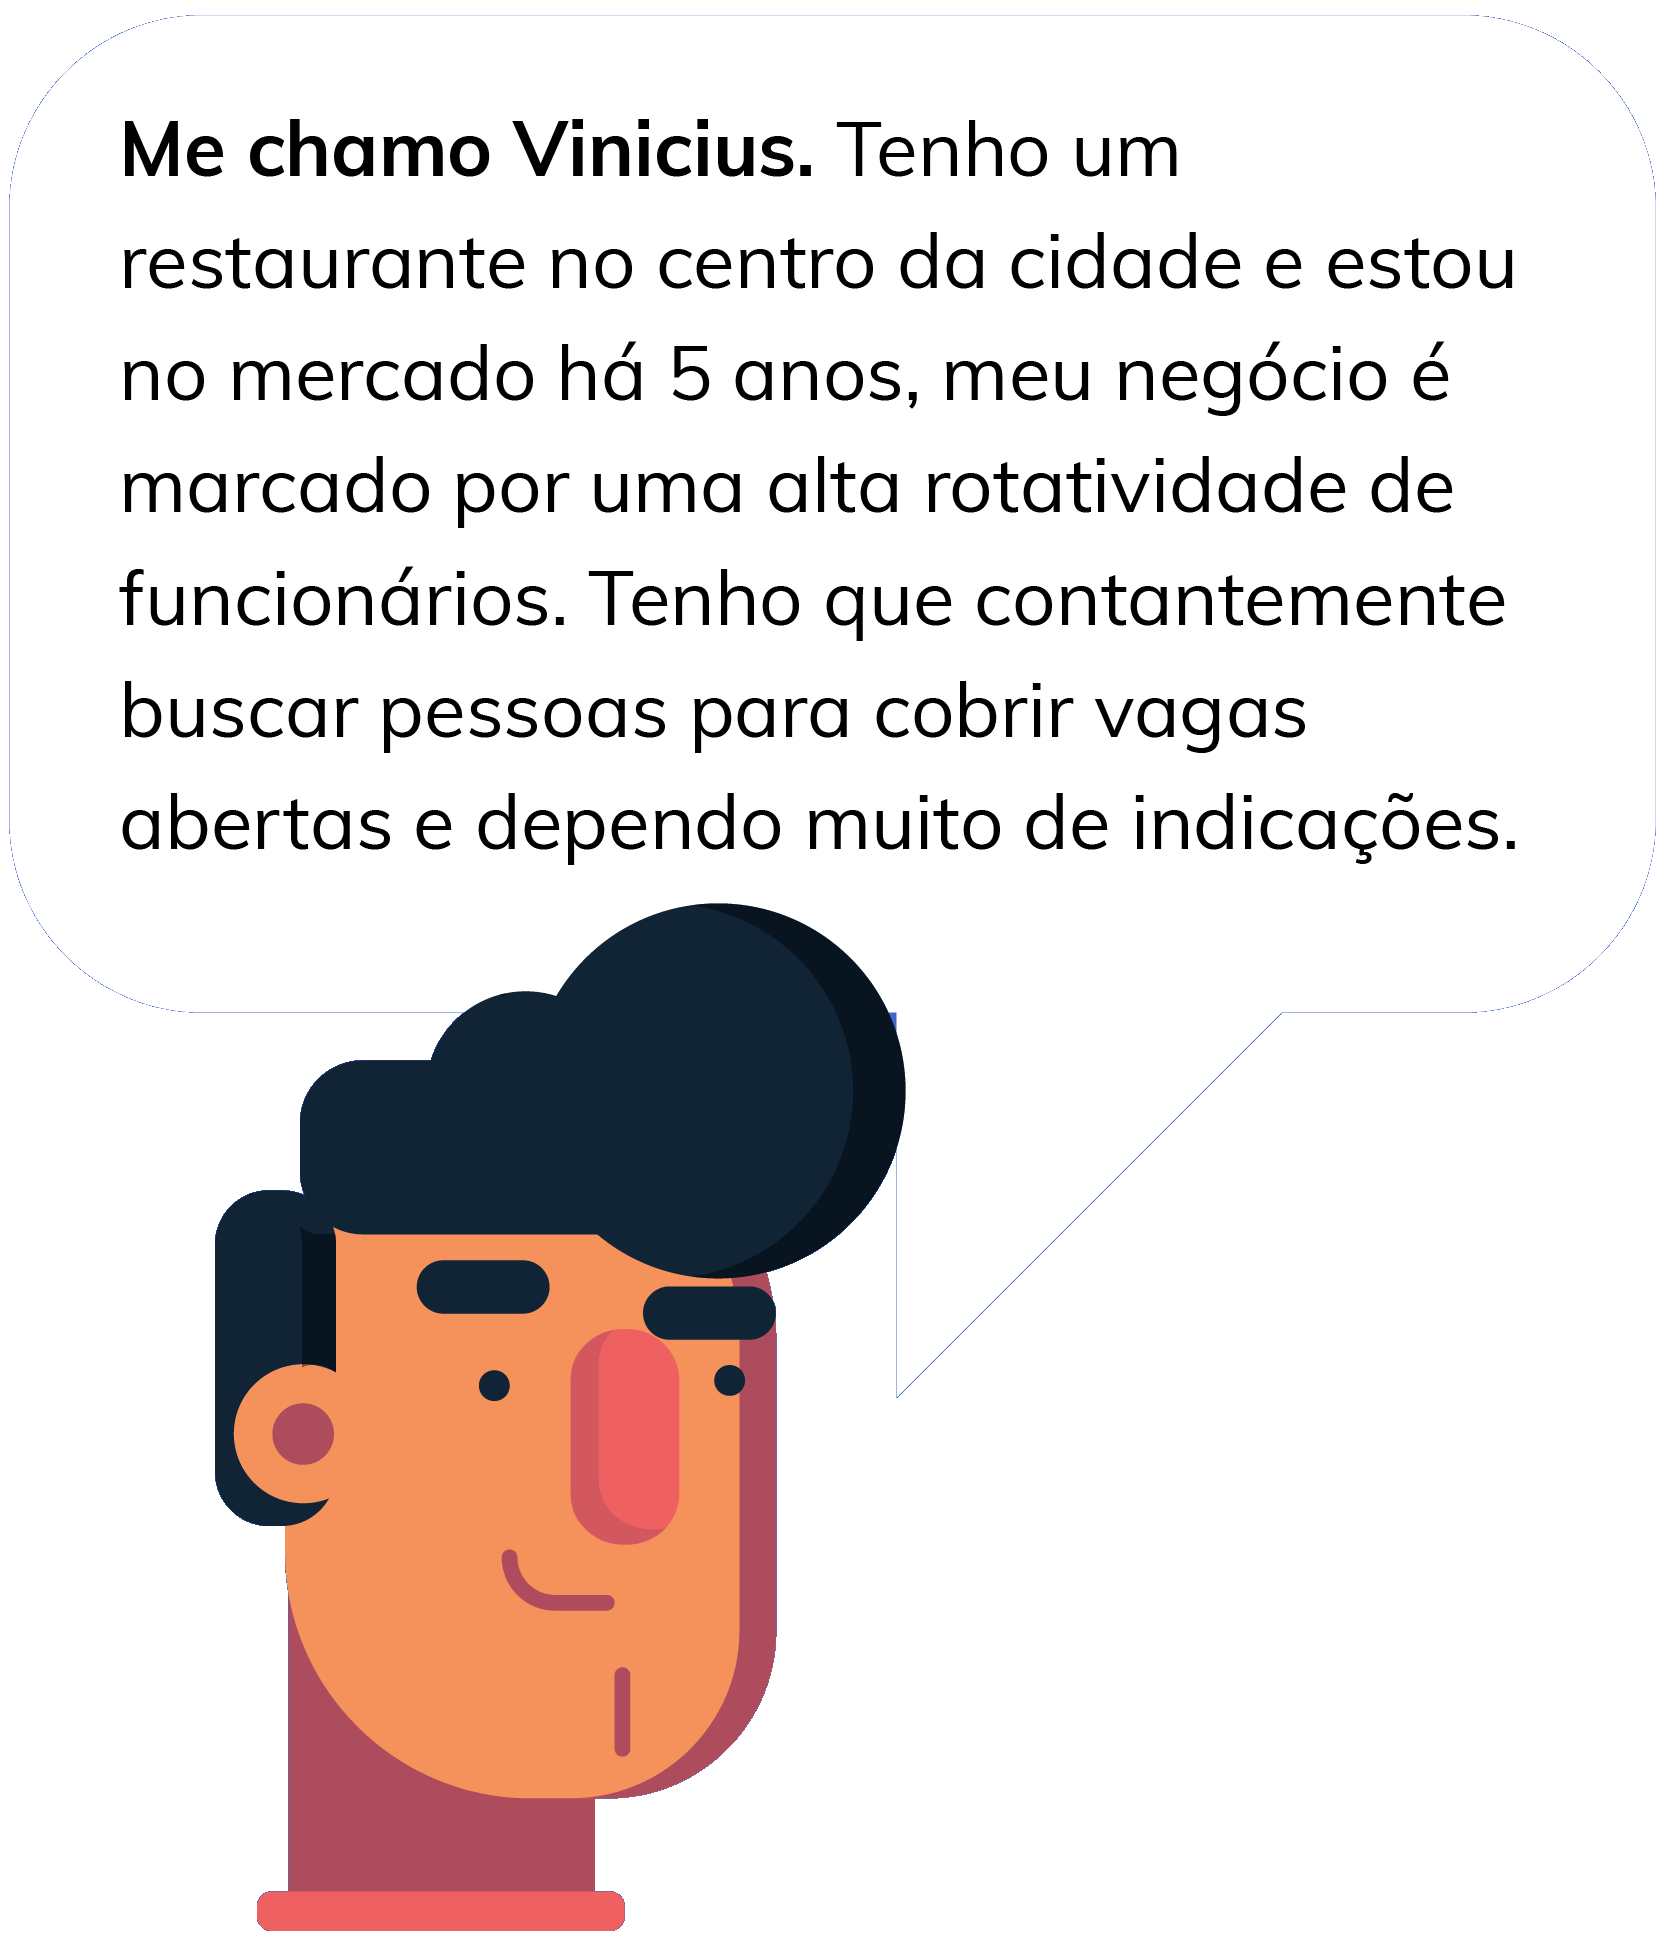 Me chamo Vinicius. Tenho um
restaurante no centro da cidade e estou
no mercado há 5 anos, meu negócio é
marcado por uma alta rotatividade de
funcionários. Tenho que contantemente
buscar pessoas para cobrir vagas
abertas e dependo muito de indicações.